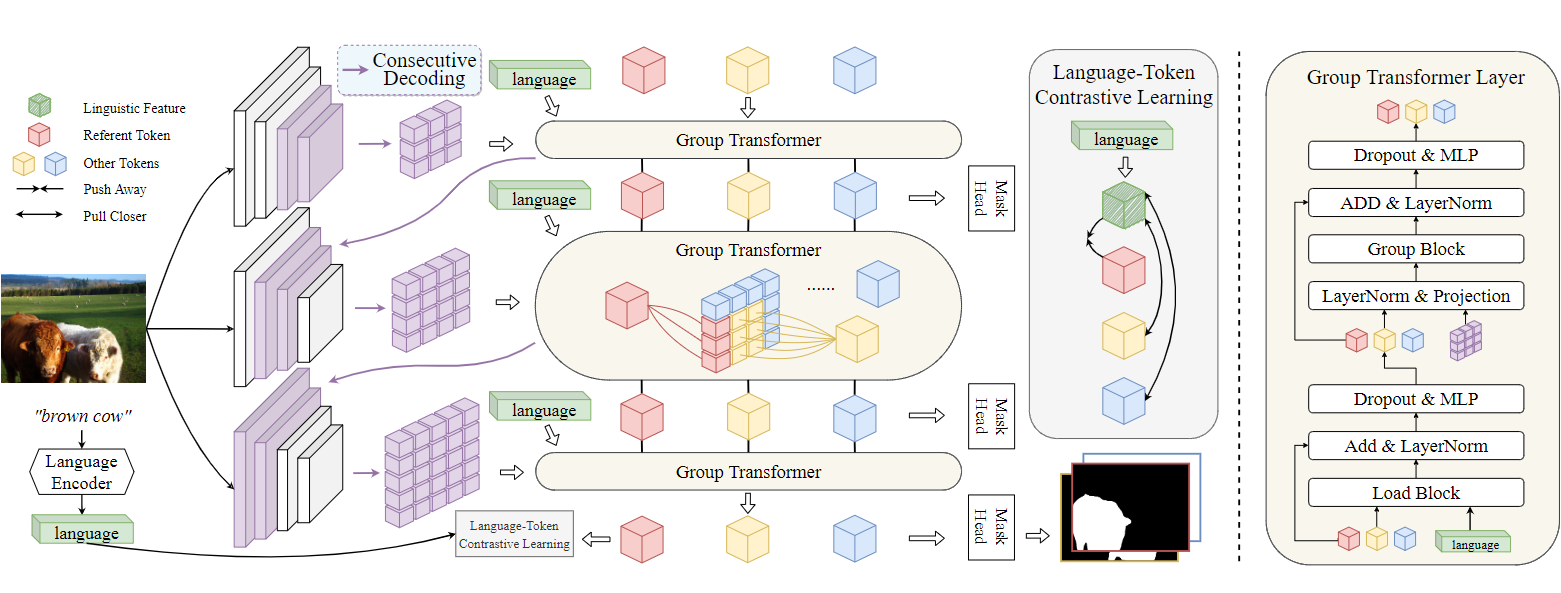 Linguistic Feature
Referent Token
Other Tokens
Push Away
Pull Closer
"brown cow"
Language
Encoder
language
Consecutive
Decoding
language
Group Transformer
language
Mask
Head
Group Transformer
......
language
Mask
Head
Group Transformer
Language-Token
Contrastive Learning
Mask
Head
Language-Token
Contrastive Learning
language
Group Transformer Layer
Dropout & MLP
ADD & LayerNorm
Group Block
LayerNorm & Projection
Dropout & MLP
Add & LayerNorm
Load Block
language